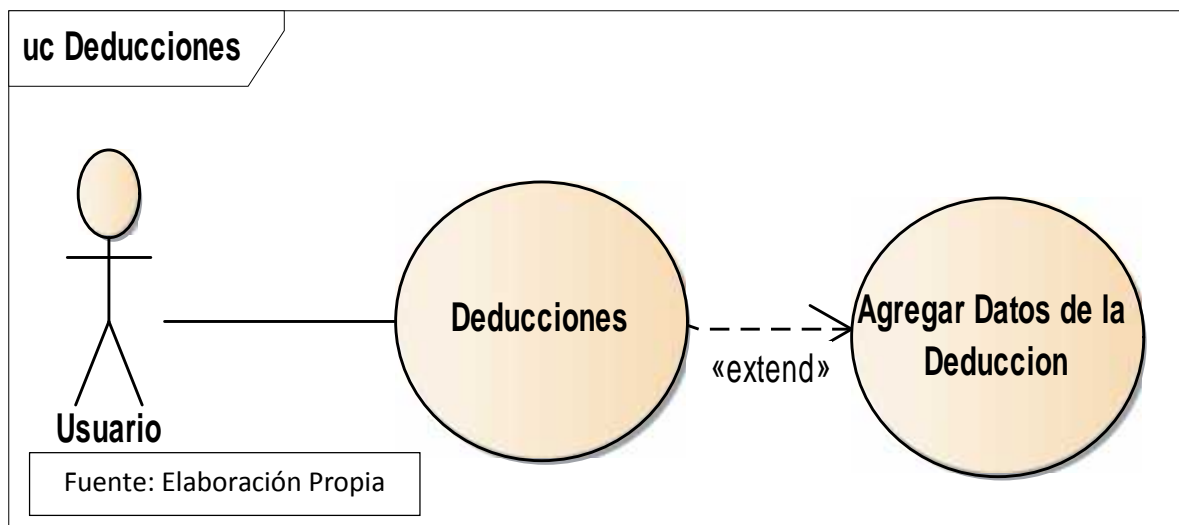 uc Deducciones
Usuario
Deducciones
«extend»
Agregar Datos de la
Deduccion
Fuente: Elaboración Propia